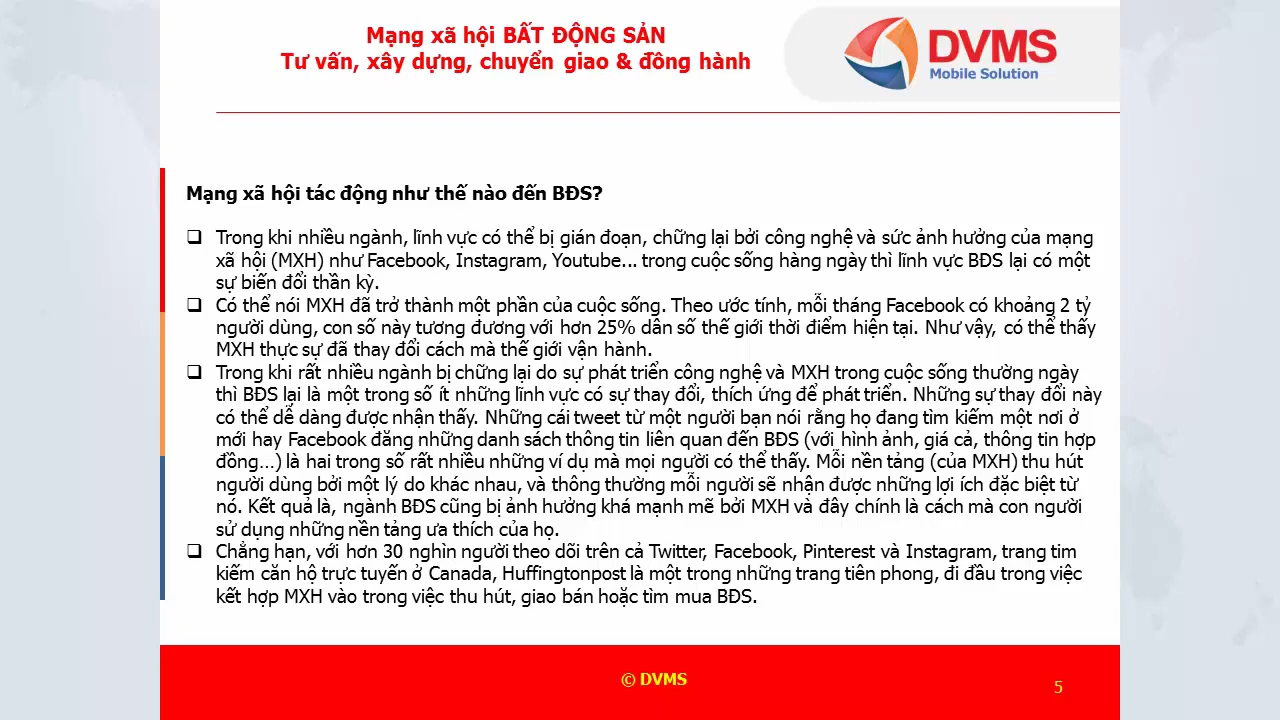 Mạng xã hội BẤT ĐỘNG SẢN
Tư vấn, xây dựng, chuyển giao & đồng hành
DVMS
Mobile Solution
Mạng xã hội tác động như thế nào đến BĐS?
Trong khi nhiều ngành, lĩnh vực có thể bị gián đoạn, chững lại bởi công nghệ và sức ảnh hưởng của mạng
xã hội (MXH) như Facebook, Instagram, Youtube... trong cuộc sống hàng ngày thì lĩnh vực BĐS lại có một
sự biến đổi thần kỳ.
Có thể nói MXH đã trở thành một phần của cuộc sống. Theo ước tính, mỗi tháng Facebook có khoảng 2 tỷ
người dùng, con số này tương đương với hơn 25% dân số thế giới thời điểm hiện tại. Như vậy, có thể thấy
MXH thực sự đã thay đổi cách mà thế giới vận hành.
Trong khi rất nhiều ngành bị chững lại do sự phát triển công nghệ và MXH trong cuộc sống thường ngày
thì BĐS lại là một trong số ít những lĩnh vực có sự thay đổi, thích ứng để phát triển. Những sự thay đổi này
có thể dễ dàng được nhận thấy. Những cái tweet từ một người bạn nói rằng họ đang tìm kiếm một nơi ở
mới hay Facebook đăng những danh sách thông tin liên quan đến BĐS (với hình ảnh, giá cả, thông tin hợp
đồng...) là hai trong số rất nhiều những ví dụ mà mọi người có thể thấy. Mỗi nền tảng (của MXH) thu hút
người dùng bởi một lý do khác nhau, và thông thường mỗi người sẽ nhận được những lợi ích đặc biệt từ
nó. Kết quả là, ngành BĐS cũng bị ảnh hưởng khá mạnh mẽ bởi MXH và đây chính là cách mà con người
sử dụng những nền tảng ưa thích của họ.
Chẳng hạn, với hơn 30 nghìn người theo dõi trên cả Twitter, Facebook, Pinterest và Instagram, trang tim
kiếm căn hộ trực tuyến ở Canada, Huffingtonpost là một trong những trang tiên phong, đi đầu trong việc
kết hợp MXH vào trong việc thu hút, giao bán hoặc tìm mua BĐS.
© DVMS
5